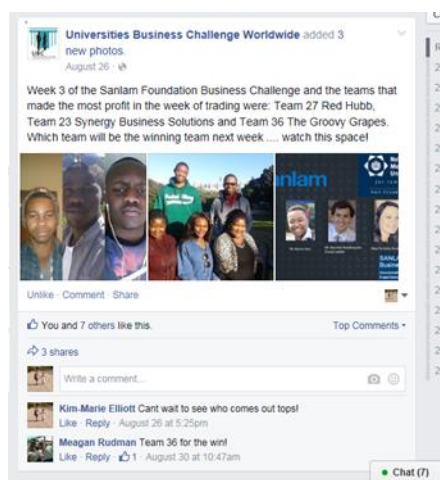 Universities Business Challenge Worldwide added 3
new photos.
August 26
Week 3 of the Sanlam Foundation Business Challenge and the teams that
made the most profit in the week of trading were: Team 27 Red Hubb,
Team 23 Synergy Business Solutions and Team 36 The Groovy Grapes.
Which team will be the winning team next week .... watch this space!
anlam
Unlike · Comment · Share
You and 7 others like this.
Top Comments
3 shares
Write a comment...
Kim-Marie Elliott Cant wait to see who comes out tops!
Like · Reply · August 26 at 5:25pm
Meagan Rudman Team 36 for the win!
Like · Reply · 1 · August 30 at 10:47am
Chat (7)